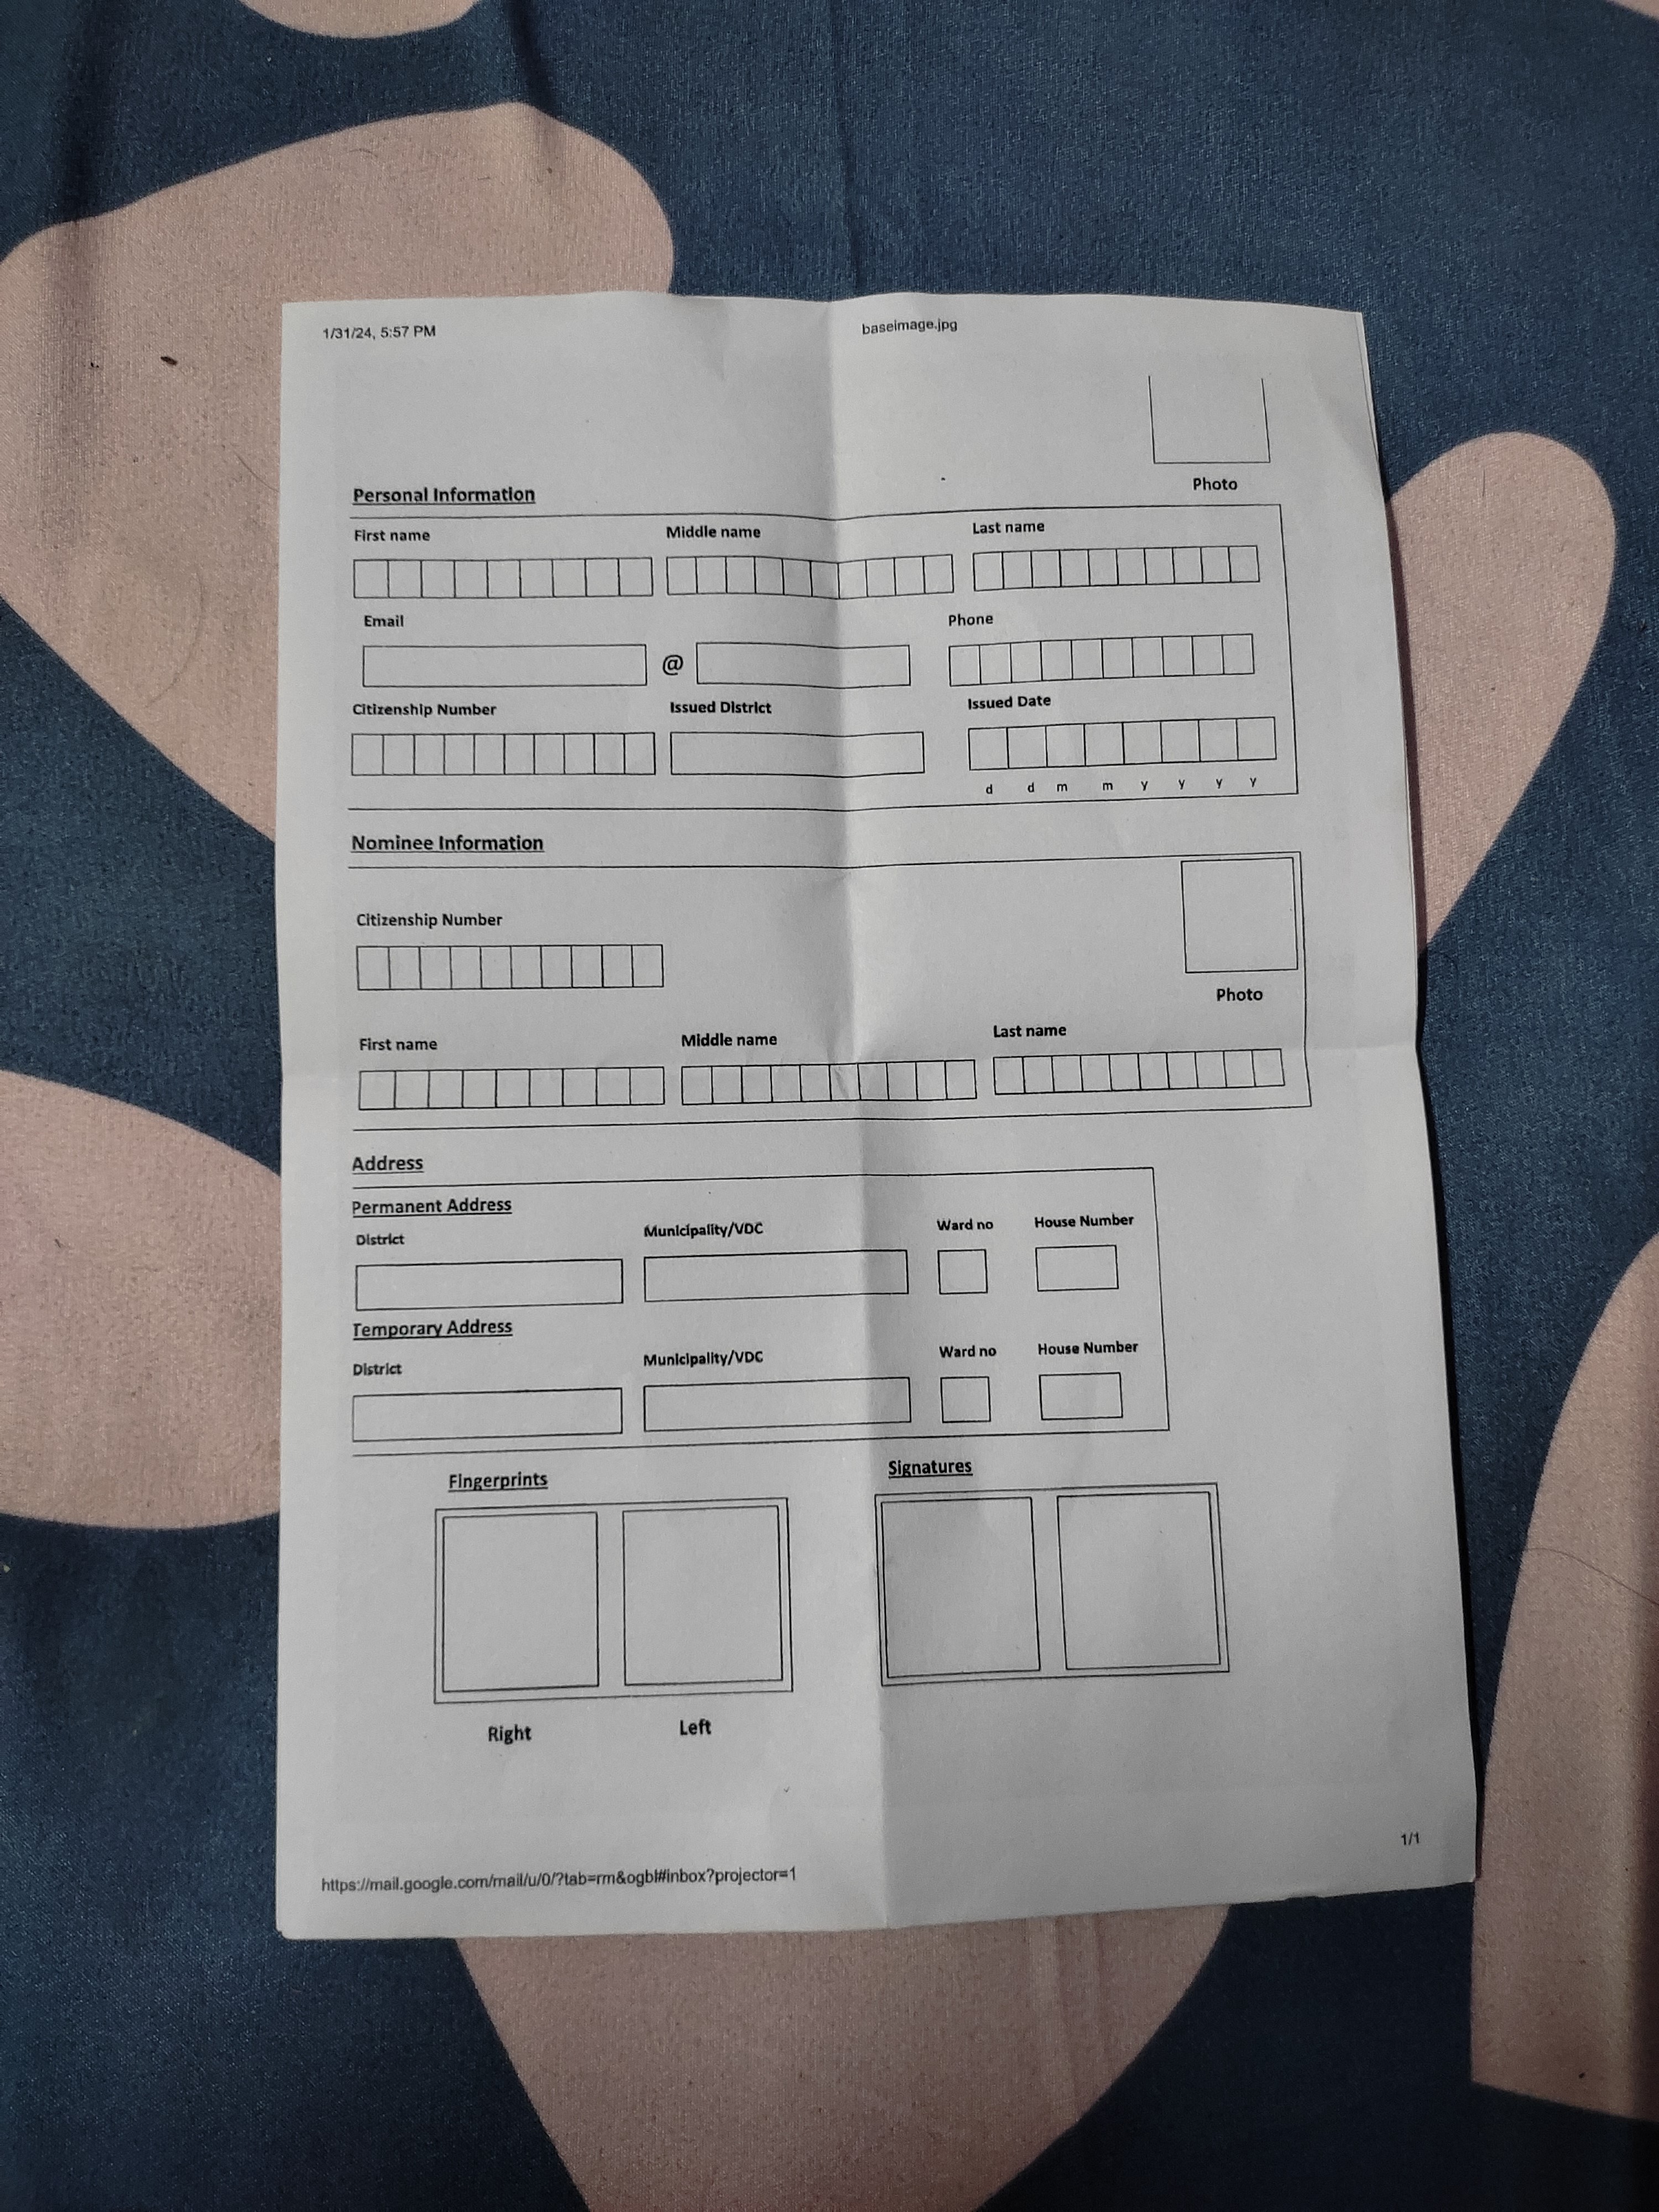 1/31/24, 5:57 PM baseimage.jpg
Photo
Personal Information
First name Middle name Last name
Email Phone
@
Citizenship Number Issued District Issued Date
d d m m y y y y
Nominee Information
Citizenship Number
Photo
First name Middle name Last name
Address
Permanent Address
District Municipality/VDC Ward no House Number
Temporary Address
District Municipality/VDC Ward no House Number
Fingerprints Signatures
Right Left
1/1
https://mail.google.com/mail/u/0/?tab=rm&ogbl#inbox?projector=1